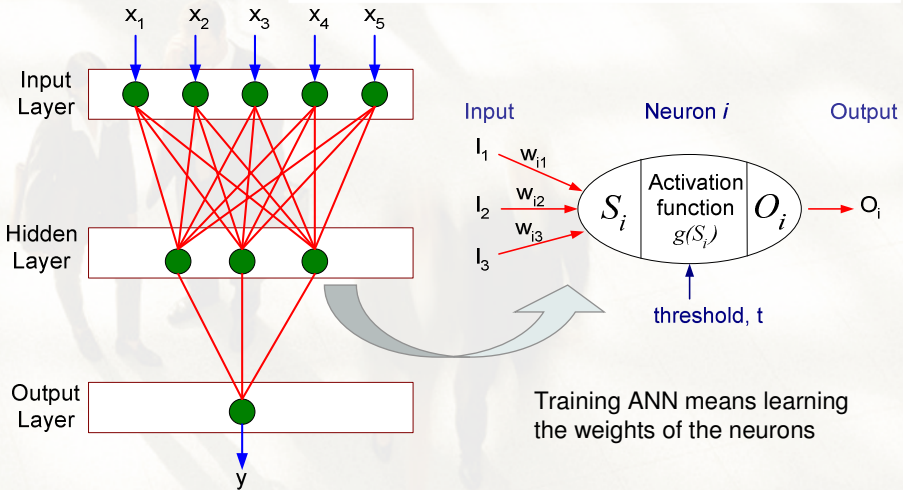 x1 x2 x3 x4 x5
Input
Layer
Hidden
Layer
Output
Layer
y
Input Neuron i Output
I1 wi1
I2 wi2
I3 wi3
Si
Activation
function
g(Si)
Oi
Oi
threshold, t
Training ANN means learning
the weights of the neurons